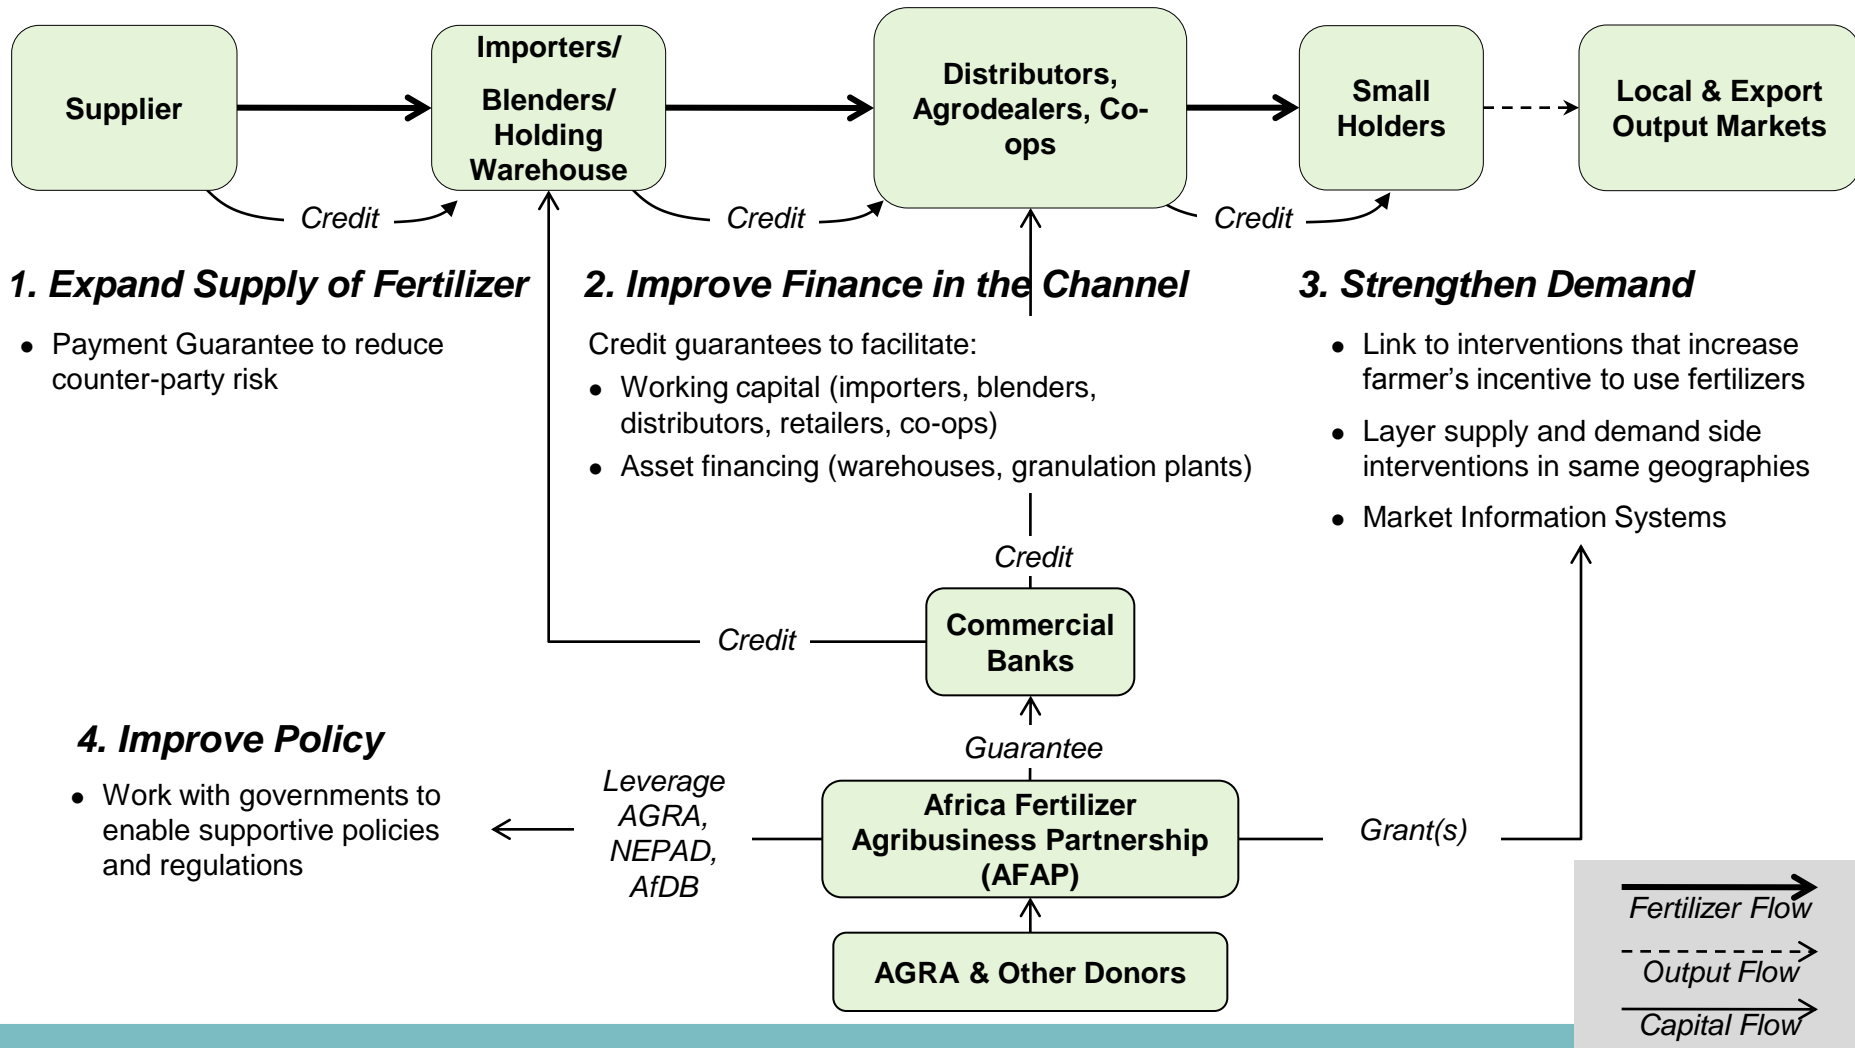 Supplier
Importers/
Blenders/
Holding
Warehouse
Distributors,
Agrodealers, Co-
ops
Small
Holders
Local & Export
Output Markets
Credit
Credit
Credit
1. Expand Supply of Fertilizer
● Payment Guarantee to reduce
counter-party risk
2. Improve Finance in the Channel
Credit guarantees to facilitate:
● Working capital (importers, blenders,
distributors, retailers, co-ops)
● Asset financing (warehouses, granulation plants)
3. Strengthen Demand
● Link to interventions that increase
farmer’s incentive to use fertilizers
● Layer supply and demand side
interventions in same geographies
● Market Information Systems
Credit
Commercial
Banks
Credit
Guarantee
4. Improve Policy
● Work with governments to
enable supportive policies
and regulations
Leverage
AGRA,
NEPAD,
AfDB
Africa Fertilizer
Agribusiness Partnership
(AFAP)
Grant(s)
AGRA & Other Donors
Fertilizer Flow
Output Flow
Capital Flow